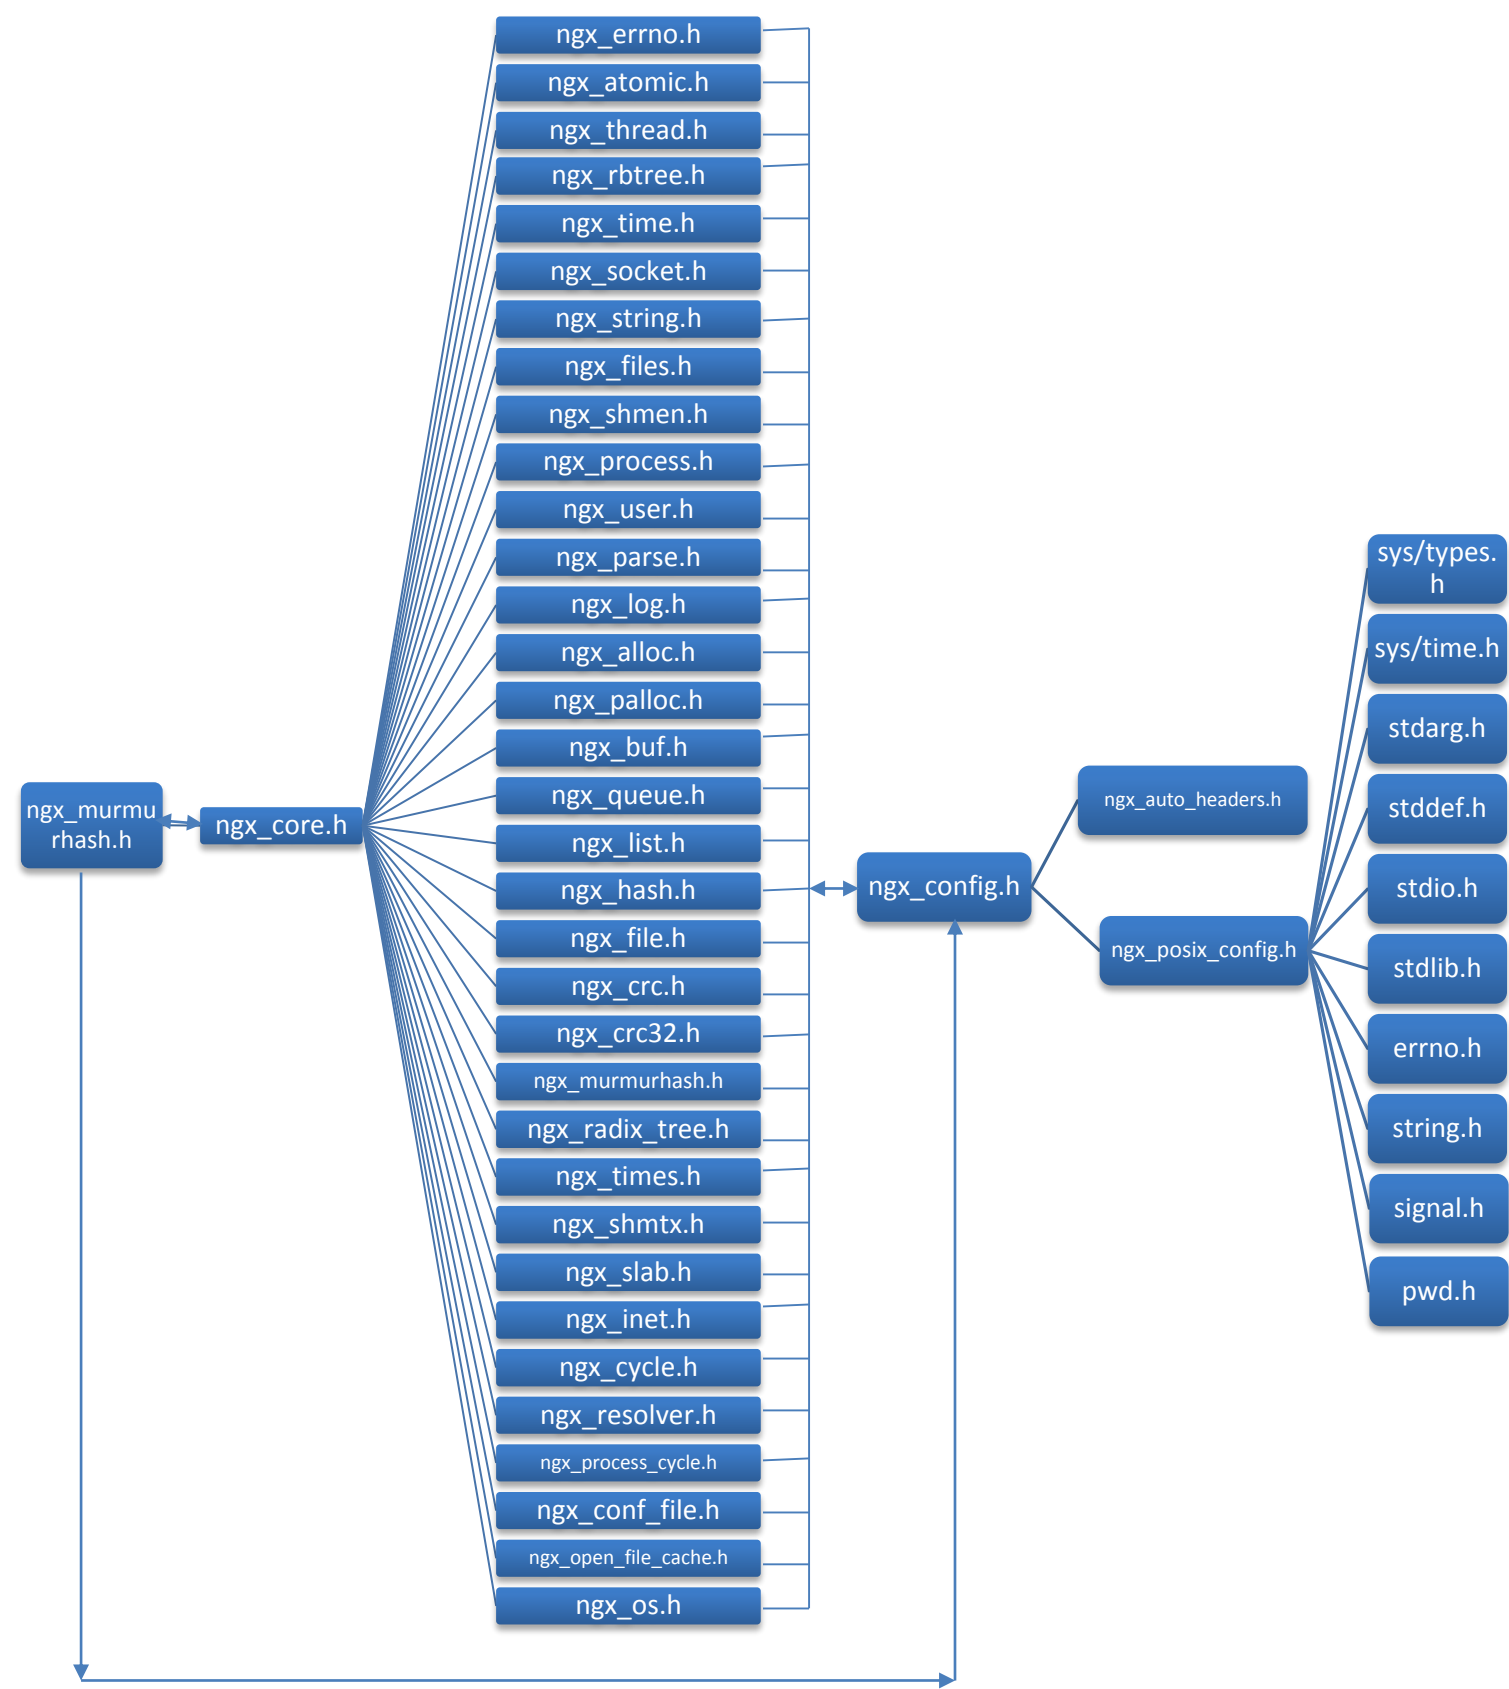 ngx_errno.h
ngx_atomic.h
ngx_thread.h
ngx_rbtree.h
ngx_time.h
ngx_socket.h
ngx_string.h
ngx_files.h
ngx_shmen.h
ngx_process.h
ngx_user.h
ngx_parse.h
ngx_log.h
ngx_alloc.h
ngx_palloc.h
ngx_buf.h
ngx_queue.h
ngx_list.h
ngx_hash.h
ngx_file.h
ngx_crc.h
ngx_crc32.h
ngx_murmurhash.h
ngx_radix_tree.h
ngx_times.h
ngx_shmtx.h
ngx_slab.h
ngx_inet.h
ngx_cycle.h
ngx_resolver.h
ngx_process_cycle.h
ngx_conf_file.h
ngx_open_file_cache.h
ngx_os.h
ngx_murmu
rhash.h
ngx_core.h
ngx_config.h
ngx_auto_headers.h
ngx_posix_config.h
sys/types.
h
sys/time.h
stdarg.h
stddef.h
stdio.h
stdlib.h
errno.h
string.h
signal.h
pwd.h